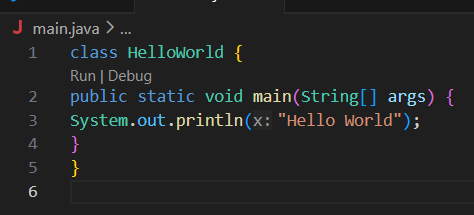 J main.java > ...
1 class HelloWorld {
Run | Debug
2 public static void main(String[] args) {
3 System.out.println(x: "Hello World");
4 }
5 }
6